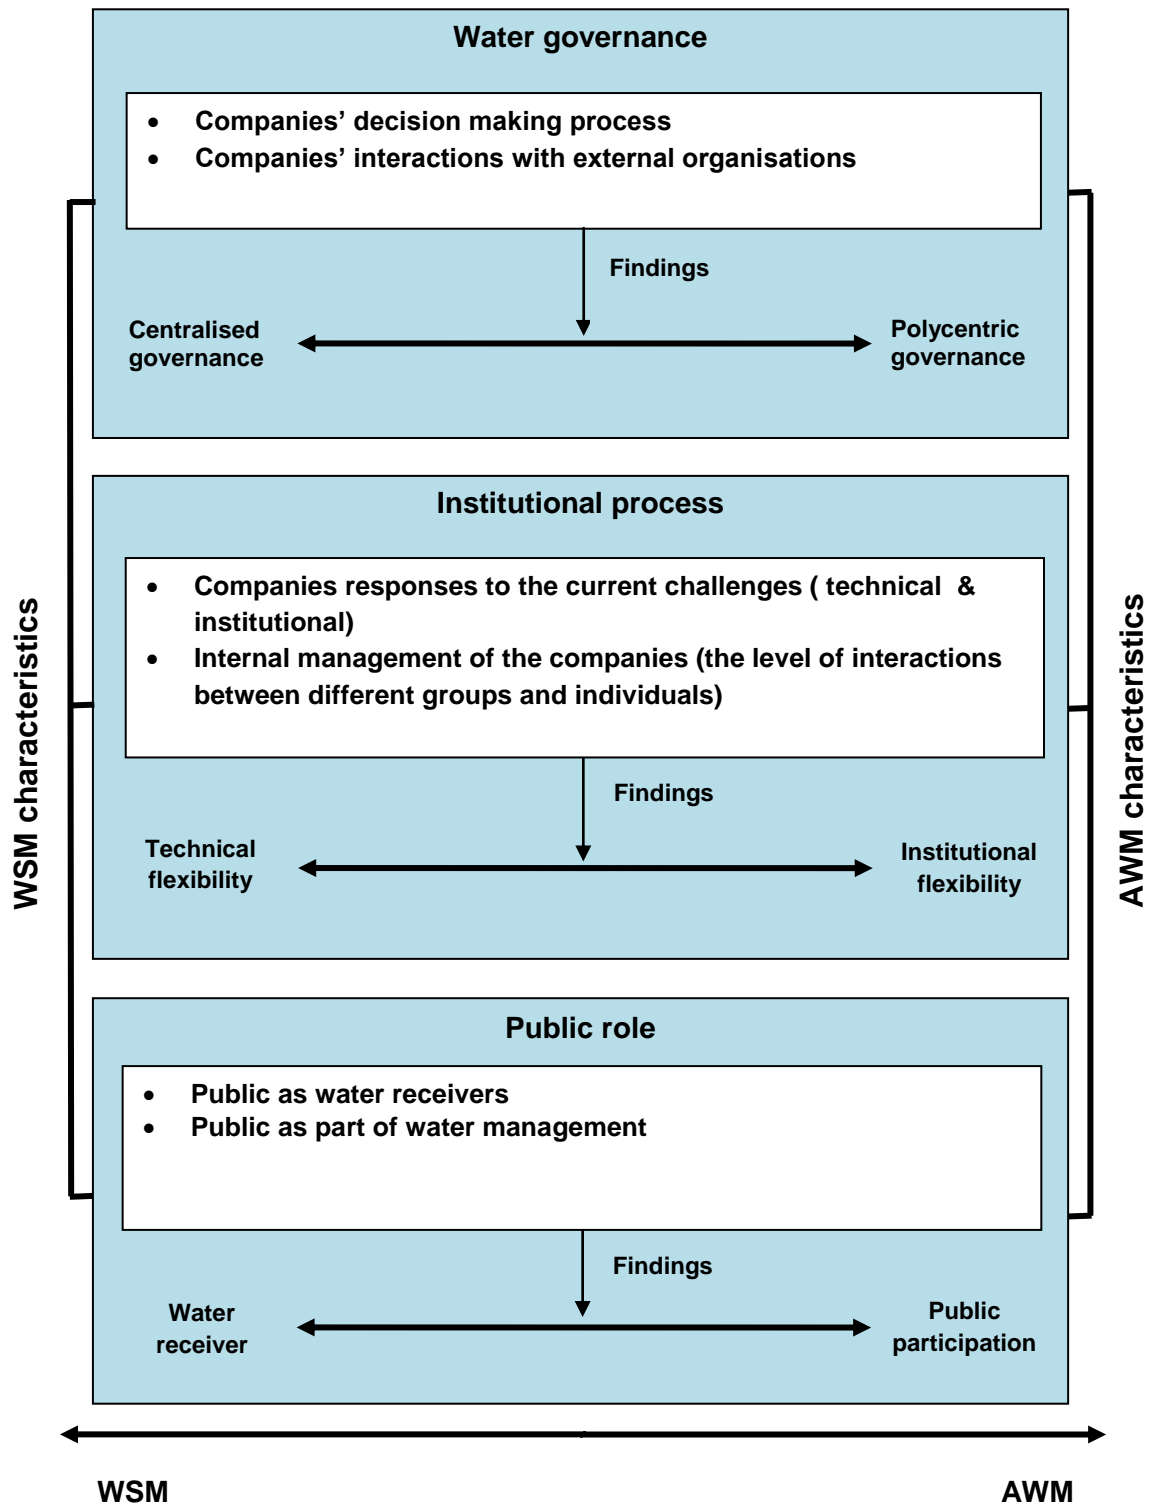 Water governance
• Companies’ decision making process
• Companies’ interactions with external organisations
Findings
Centralised
governance
Polycentric
governance
Institutional process
• Companies responses to the current challenges ( technical &
institutional)
• Internal management of the companies (the level of interactions
between different groups and individuals)
Findings
Technical
flexibility
Institutional
flexibility
Public role
• Public as water receivers
• Public as part of water management
Findings
Water
receiver
Public
participation
WSM characteristics
AWM characteristics
WSM
AWM